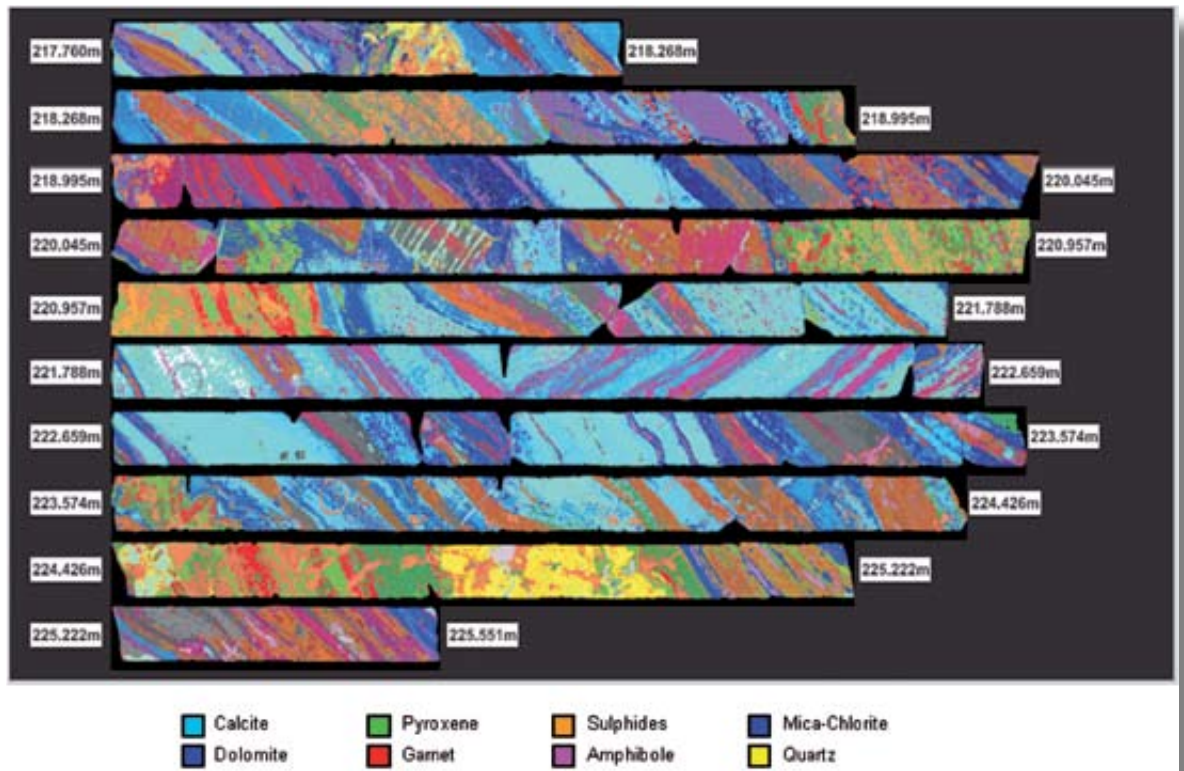 217.760m 218.268m
218.268m 218.995m
218.995m 220.045m
220.045m 220.957m
220.957m 221.788m
221.788m 222.659m
222.659m 223.574m
223.574m 224.426m
224.426m 225.222m
225.222m 225.551m
Calcite Pyroxene Sulphides Mica-Chlorite
Dolomite Garnet Amphibole Quartz